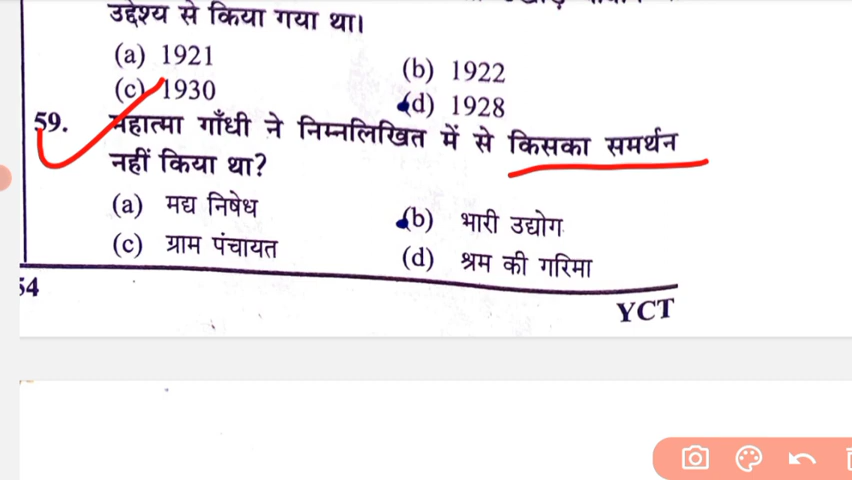 उद्देश्य से किया गया था।
(a) 1921
(b) 1922
(c) 1930
(d) 1928
59. महात्मा गाँधी ने निम्नलिखित में से किसका समर्थन
नहीं किया था?
(a) मद्य निषेध
(b) भारी उद्योग
(c) ग्राम पंचायत
(d) श्रम की गरिमा
54
YCT